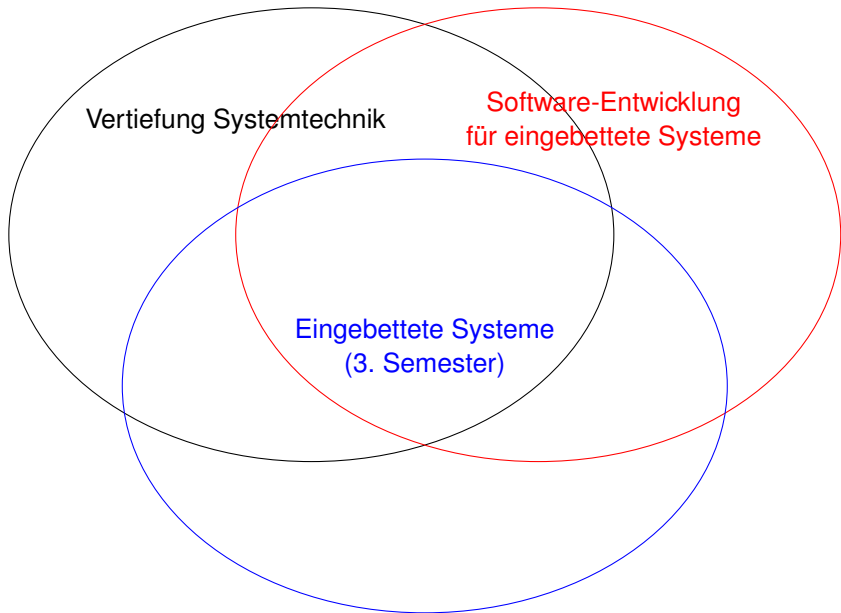 Vertiefung Systemtechnik
Software-Entwicklung
für eingebettete Systeme
Eingebettete Systeme
(3. Semester)